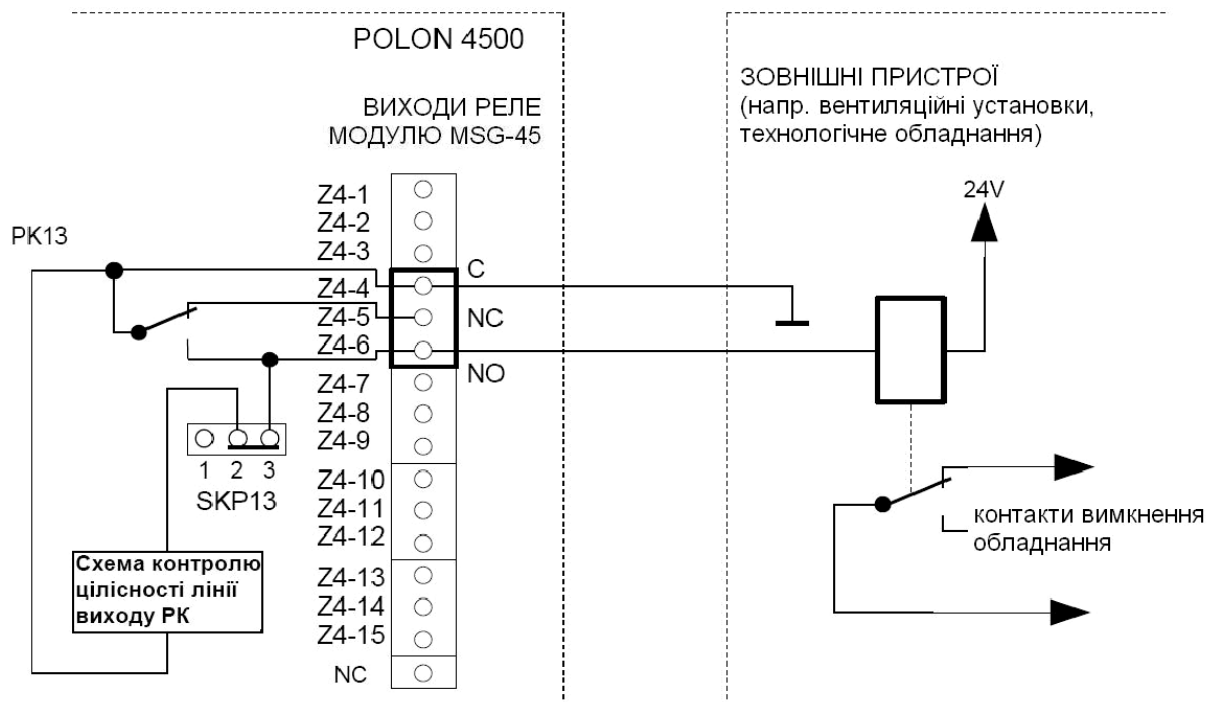 POLON 4500
ВИХОДИ РЕЛЕ
МОДУЛЮ MSG-45
ЗОВНІШНІ ПРИСТРОЇ
(напр. вентиляційні установки,
технологічне обладнання)
24V
PK13
Z4-1
Z4-2
Z4-3
Z4-4
Z4-5
Z4-6
Z4-7
Z4-8
Z4-9
Z4-10
Z4-11
Z4-12
Z4-13
Z4-14
Z4-15
NC
C
NC
NO
1 2 3
SKP13
Схема контролю
цілісності лінії
виходу РК
контакти вимкнення
обладнання